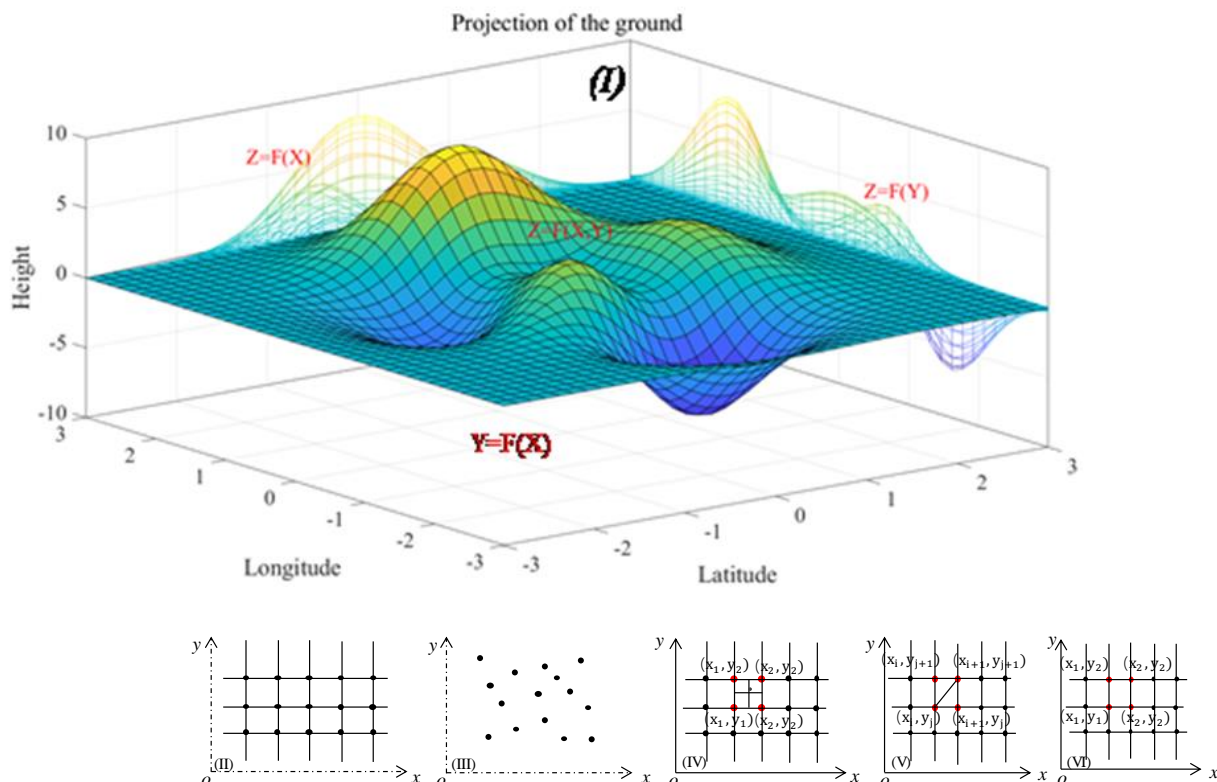 Projection of the ground
(I)
10
5
0
-5
-10
Height
Z=F(X)
Z=F(X,Y)
Z=F(Y)
Y=F(X)
3
2
1
0
-1
-2
-3
Longitude
-3
-2
-1
0
1
2
3
Latitude
y
(II)
o
x
y
(III)
o
x
y
(x₁, y₂) (x₂, y₂)
(x₁, y₁) (x₂, y₂)
(IV)
o
x
y
(xᵢ, yⱼ₊₁) (xᵢ₊₁, yⱼ₊₁)
(xᵢ, yⱼ) (xᵢ₊₁, yⱼ)
(V)
o
x
y
(x₁, y₂) (x₂, y₂)
(x₁, y₁) (x₂, y₂)
(VI)
o
x